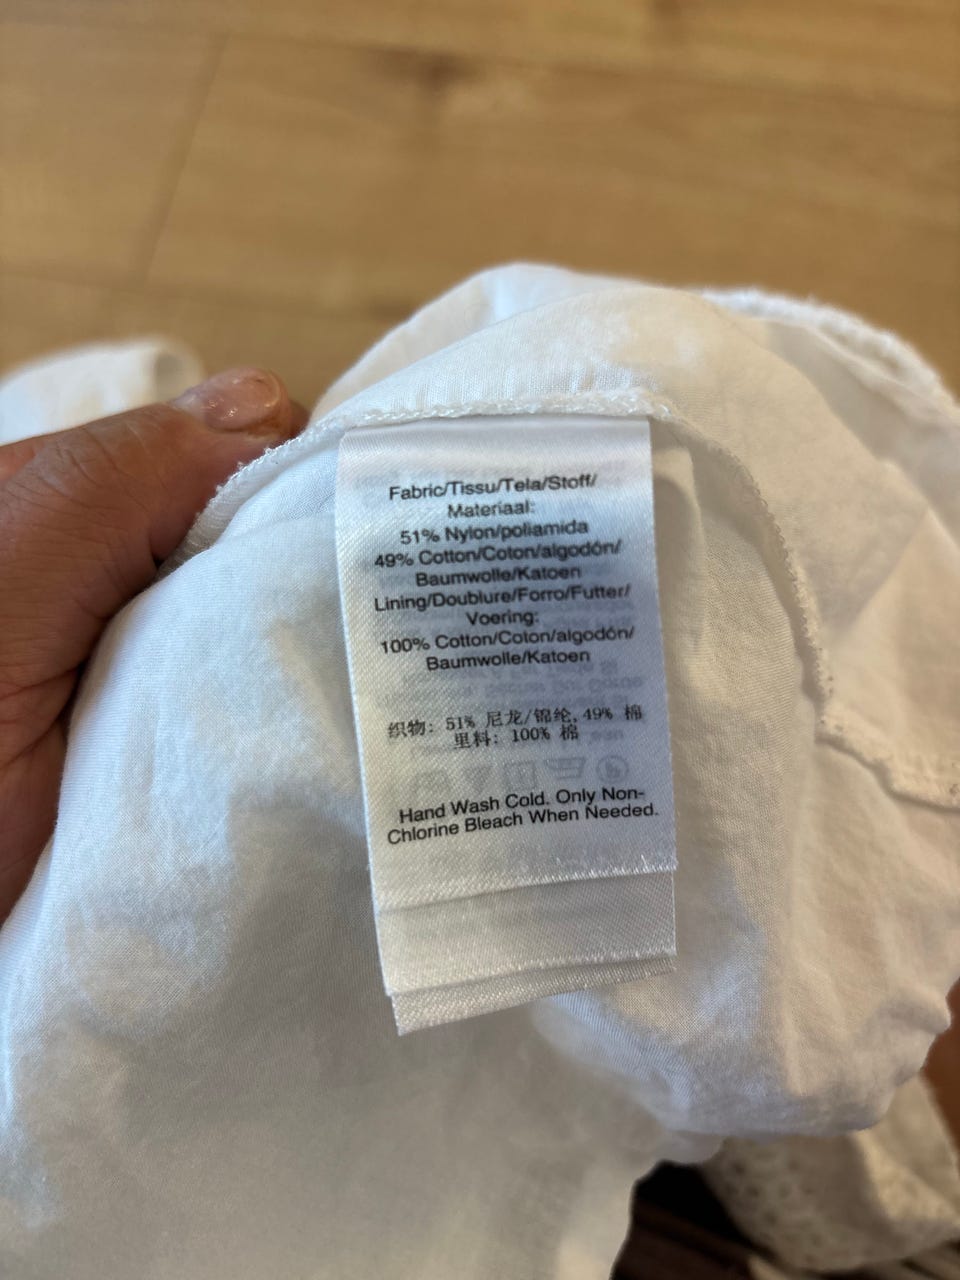 Fabric/Tissu/Tela/Stoff/
Materiaal:
51% Nylon/poliamida
49% Cotton/Coton/algodón/
Baumwolle/Katoen
Lining/Doublure/Forro/Futter/
Voering:
100% Cotton/Coton/algodón/
Baumwolle/Katoen
织物: 51% 尼龙/锦纶, 49% 棉
里料: 100% 棉
Hand Wash Cold. Only Non-
Chlorine Bleach When Needed.